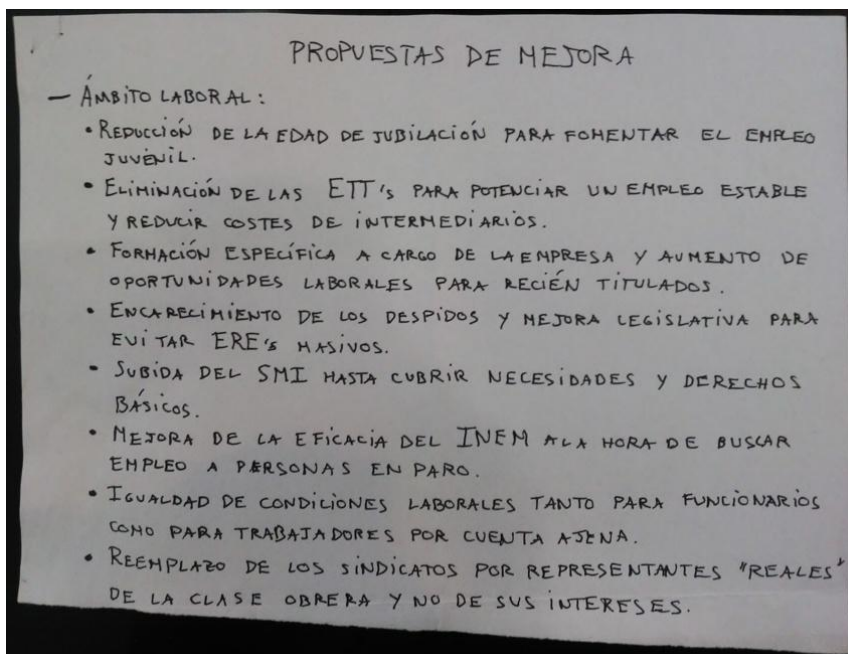 PROPUESTAS DE MEJORA
— ÁMBITO LABORAL:
• REDUCCIÓN DE LA EDAD DE JUBILACIÓN PARA FOMENTAR EL EMPLEO
JUVENIL.
• ELIMINACIÓN DE LAS ETT's PARA POTENCIAR UN EMPLEO ESTABLE
Y REDUCIR COSTES DE INTERMEDIARIOS.
• FORMACIÓN ESPECÍFICA A CARGO DE LA EMPRESA Y AUMENTO DE
OPORTUNIDADES LABORALES PARA RECIÉN TITULADOS.
• ENCARECIMIENTO DE LOS DESPIDOS Y MEJORA LEGISLATIVA PARA
EVITAR ERE's MASIVOS.
• SUBIDA DEL SMI HASTA CUBRIR NECESIDADES Y DERECHOS
BÁSICOS.
• MEJORA DE LA EFICACIA DEL INEM A LA HORA DE BUSCAR
EMPLEO A PERSONAS EN PARO.
• IGUALDAD DE CONDICIONES LABORALES TANTO PARA FUNCIONARIOS
COMO PARA TRABAJADORES POR CUENTA AJENA.
• REEMPLAZO DE LOS SINDICATOS POR REPRESENTANTES "REALES"
DE LA CLASE OBRERA Y NO DE SUS INTERESES.